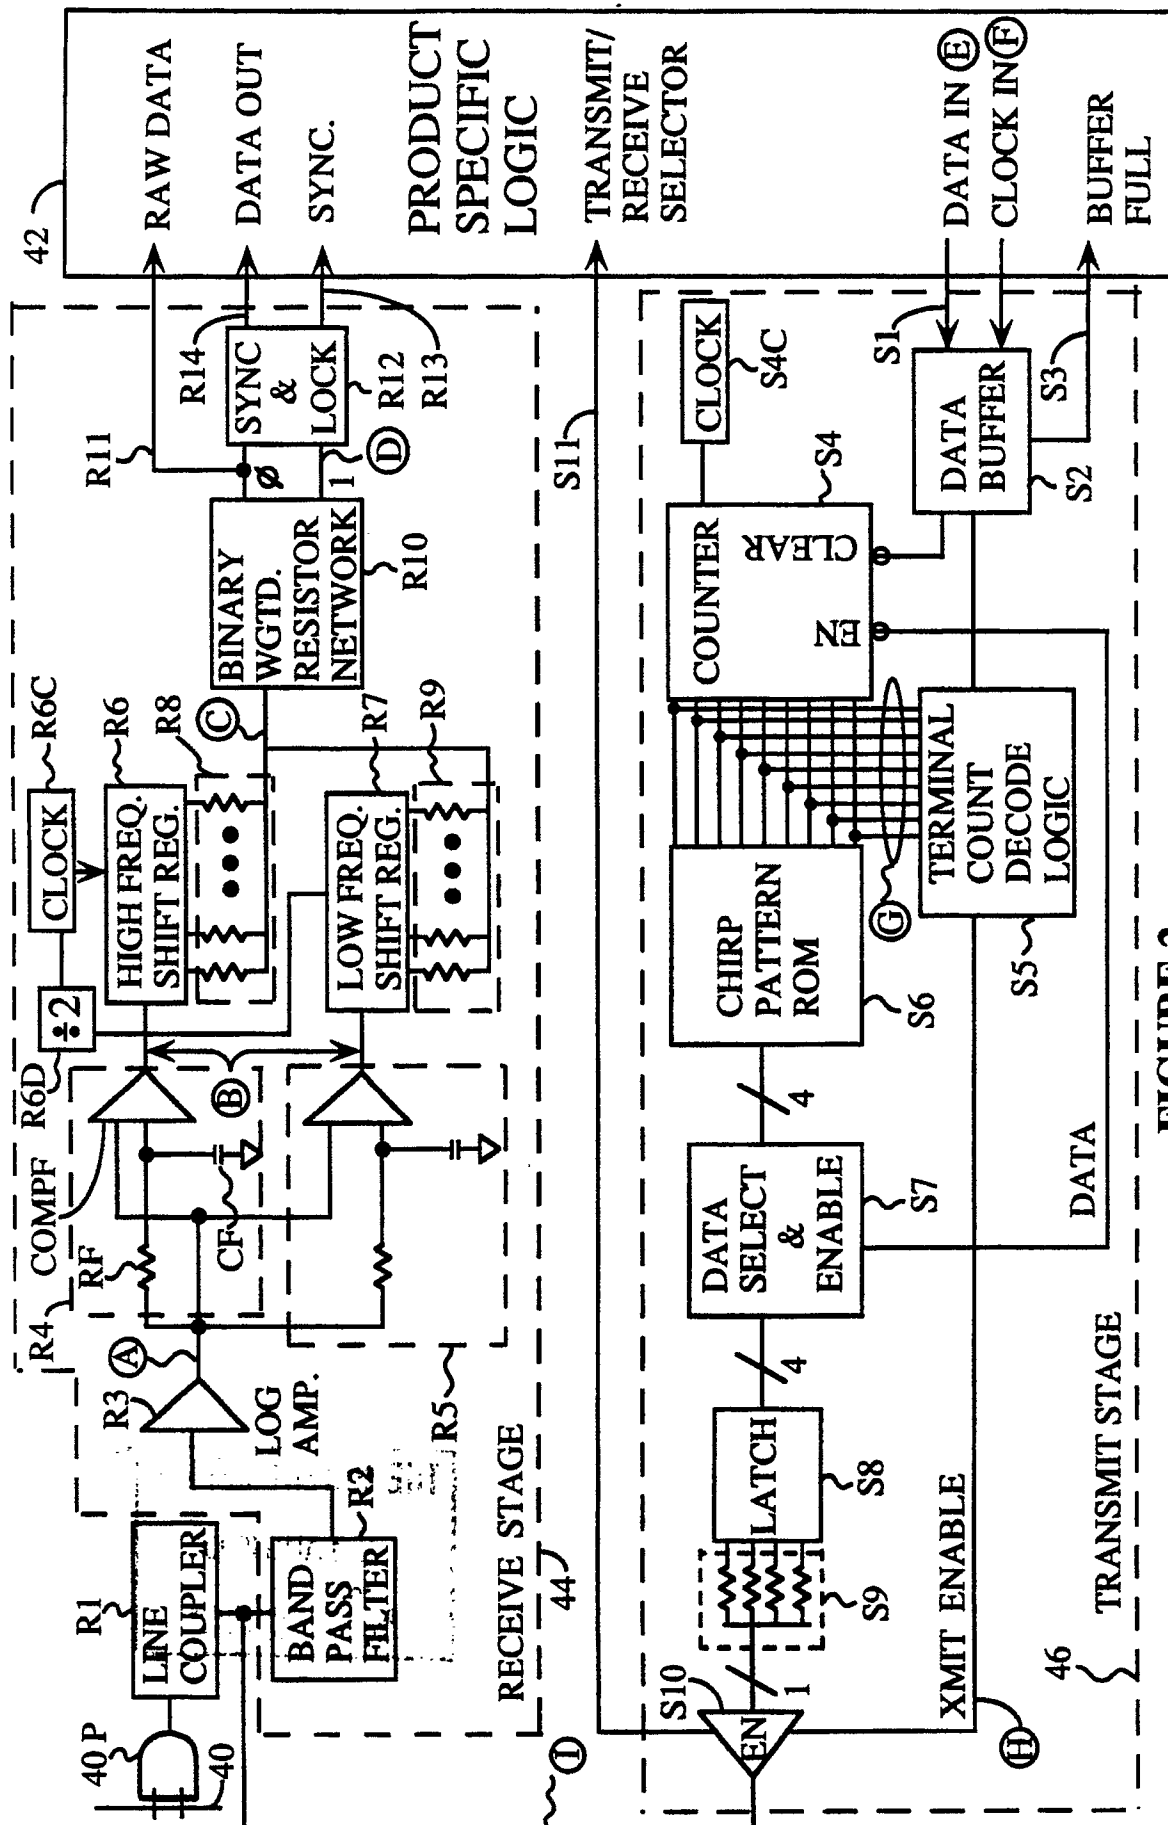 42
RAW DATA
DATA OUT
SYNC.
PRODUCT
SPECIFIC
LOGIC
TRANSMIT/
RECEIVE
SELECTOR
DATA IN Ⓔ
CLOCK IN Ⓕ
BUFFER
FULL
R11
R14
SYNC
&
LOCK
R12
R13
Ⓓ
Ø
1
BINARY
WGTD.
RESISTOR
NETWORK
R10
R6C
CLOCK
R6
HIGH FREQ.
SHIFT REG.
R8
Ⓒ
R7
LOW FREQ.
SHIFT REG.
R9
÷2
R6D
Ⓑ
COMPF
RF
CF
R4
R5
Ⓐ
R3
LOG
AMP.
R1
LINE
COUPLER
BAND
PASS
FILTER
R2
40P
40
RECEIVE STAGE
44
Ⓘ
S11
CLOCK
S4C
S4
COUNTER
CLEAR
EN
S1
DATA
BUFFER
S2
S3
TERMINAL
COUNT
DECODE
LOGIC
S5
Ⓖ
CHIRP
PATTERN
ROM
S6
4
DATA
SELECT
&
ENABLE
S7
DATA
4
LATCH
S8
S9
1
S10
EN
XMIT ENABLE
Ⓗ
TRANSMIT STAGE
46